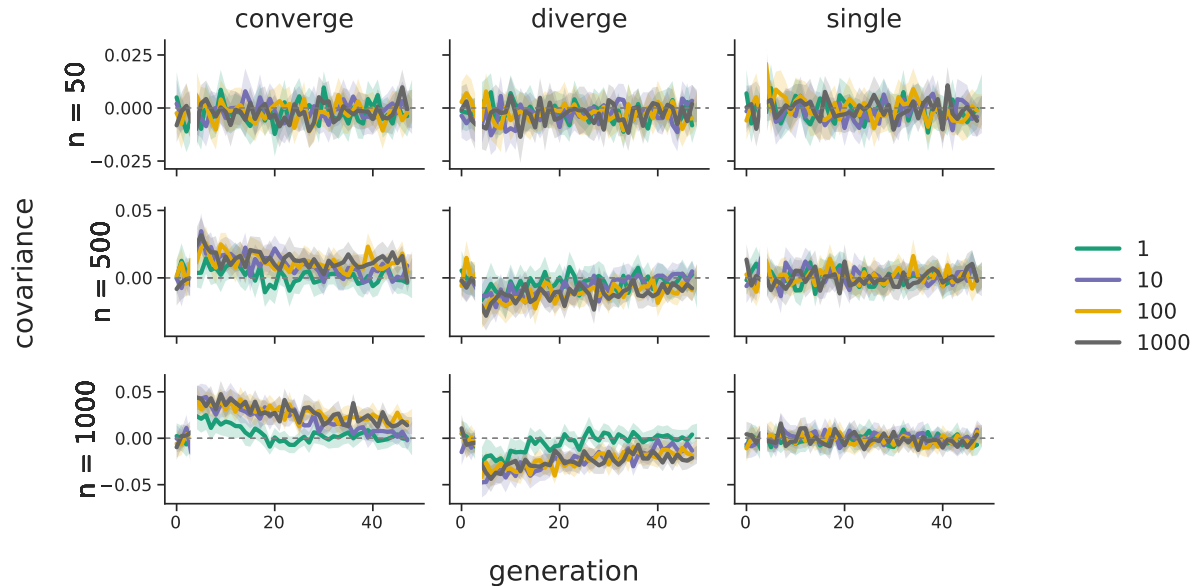 converge diverge single
n = 50
0.025
0.000
−0.025
covariance
n = 500
0.05
0.00
1
10
100
1000
n = 1000
0.05
0.00
−0.05
0 20 40 0 20 40 0 20 40
generation